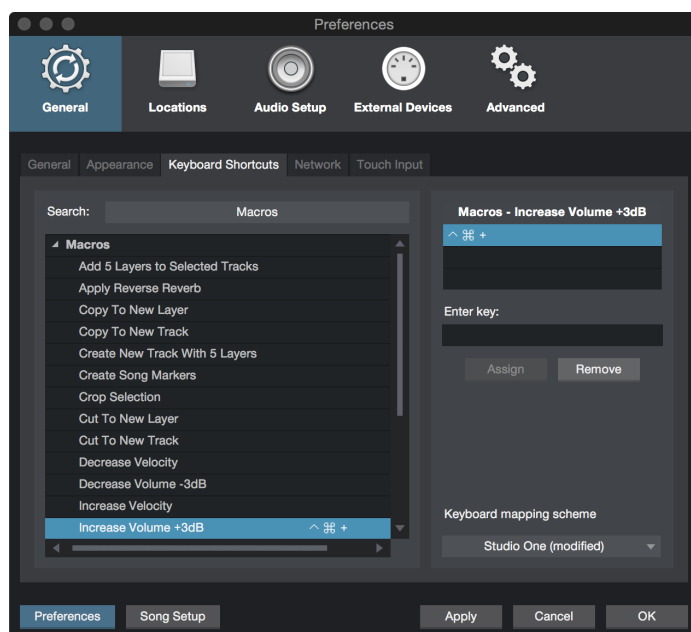 Preferences
General Locations Audio Setup External Devices Advanced
General Appearance Keyboard Shortcuts Network Touch Input
Search: Macros
Macros
Add 5 Layers to Selected Tracks
Apply Reverse Reverb
Copy To New Layer
Copy To New Track
Create New Track With 5 Layers
Create Song Markers
Crop Selection
Cut To New Layer
Cut To New Track
Decrease Velocity
Decrease Volume -3dB
Increase Velocity
Increase Volume +3dB ^ ⌘ +
Macros - Increase Volume +3dB
^ ⌘ +
Enter key:
Assign Remove
Keyboard mapping scheme
Studio One (modified)
Preferences Song Setup Apply Cancel OK